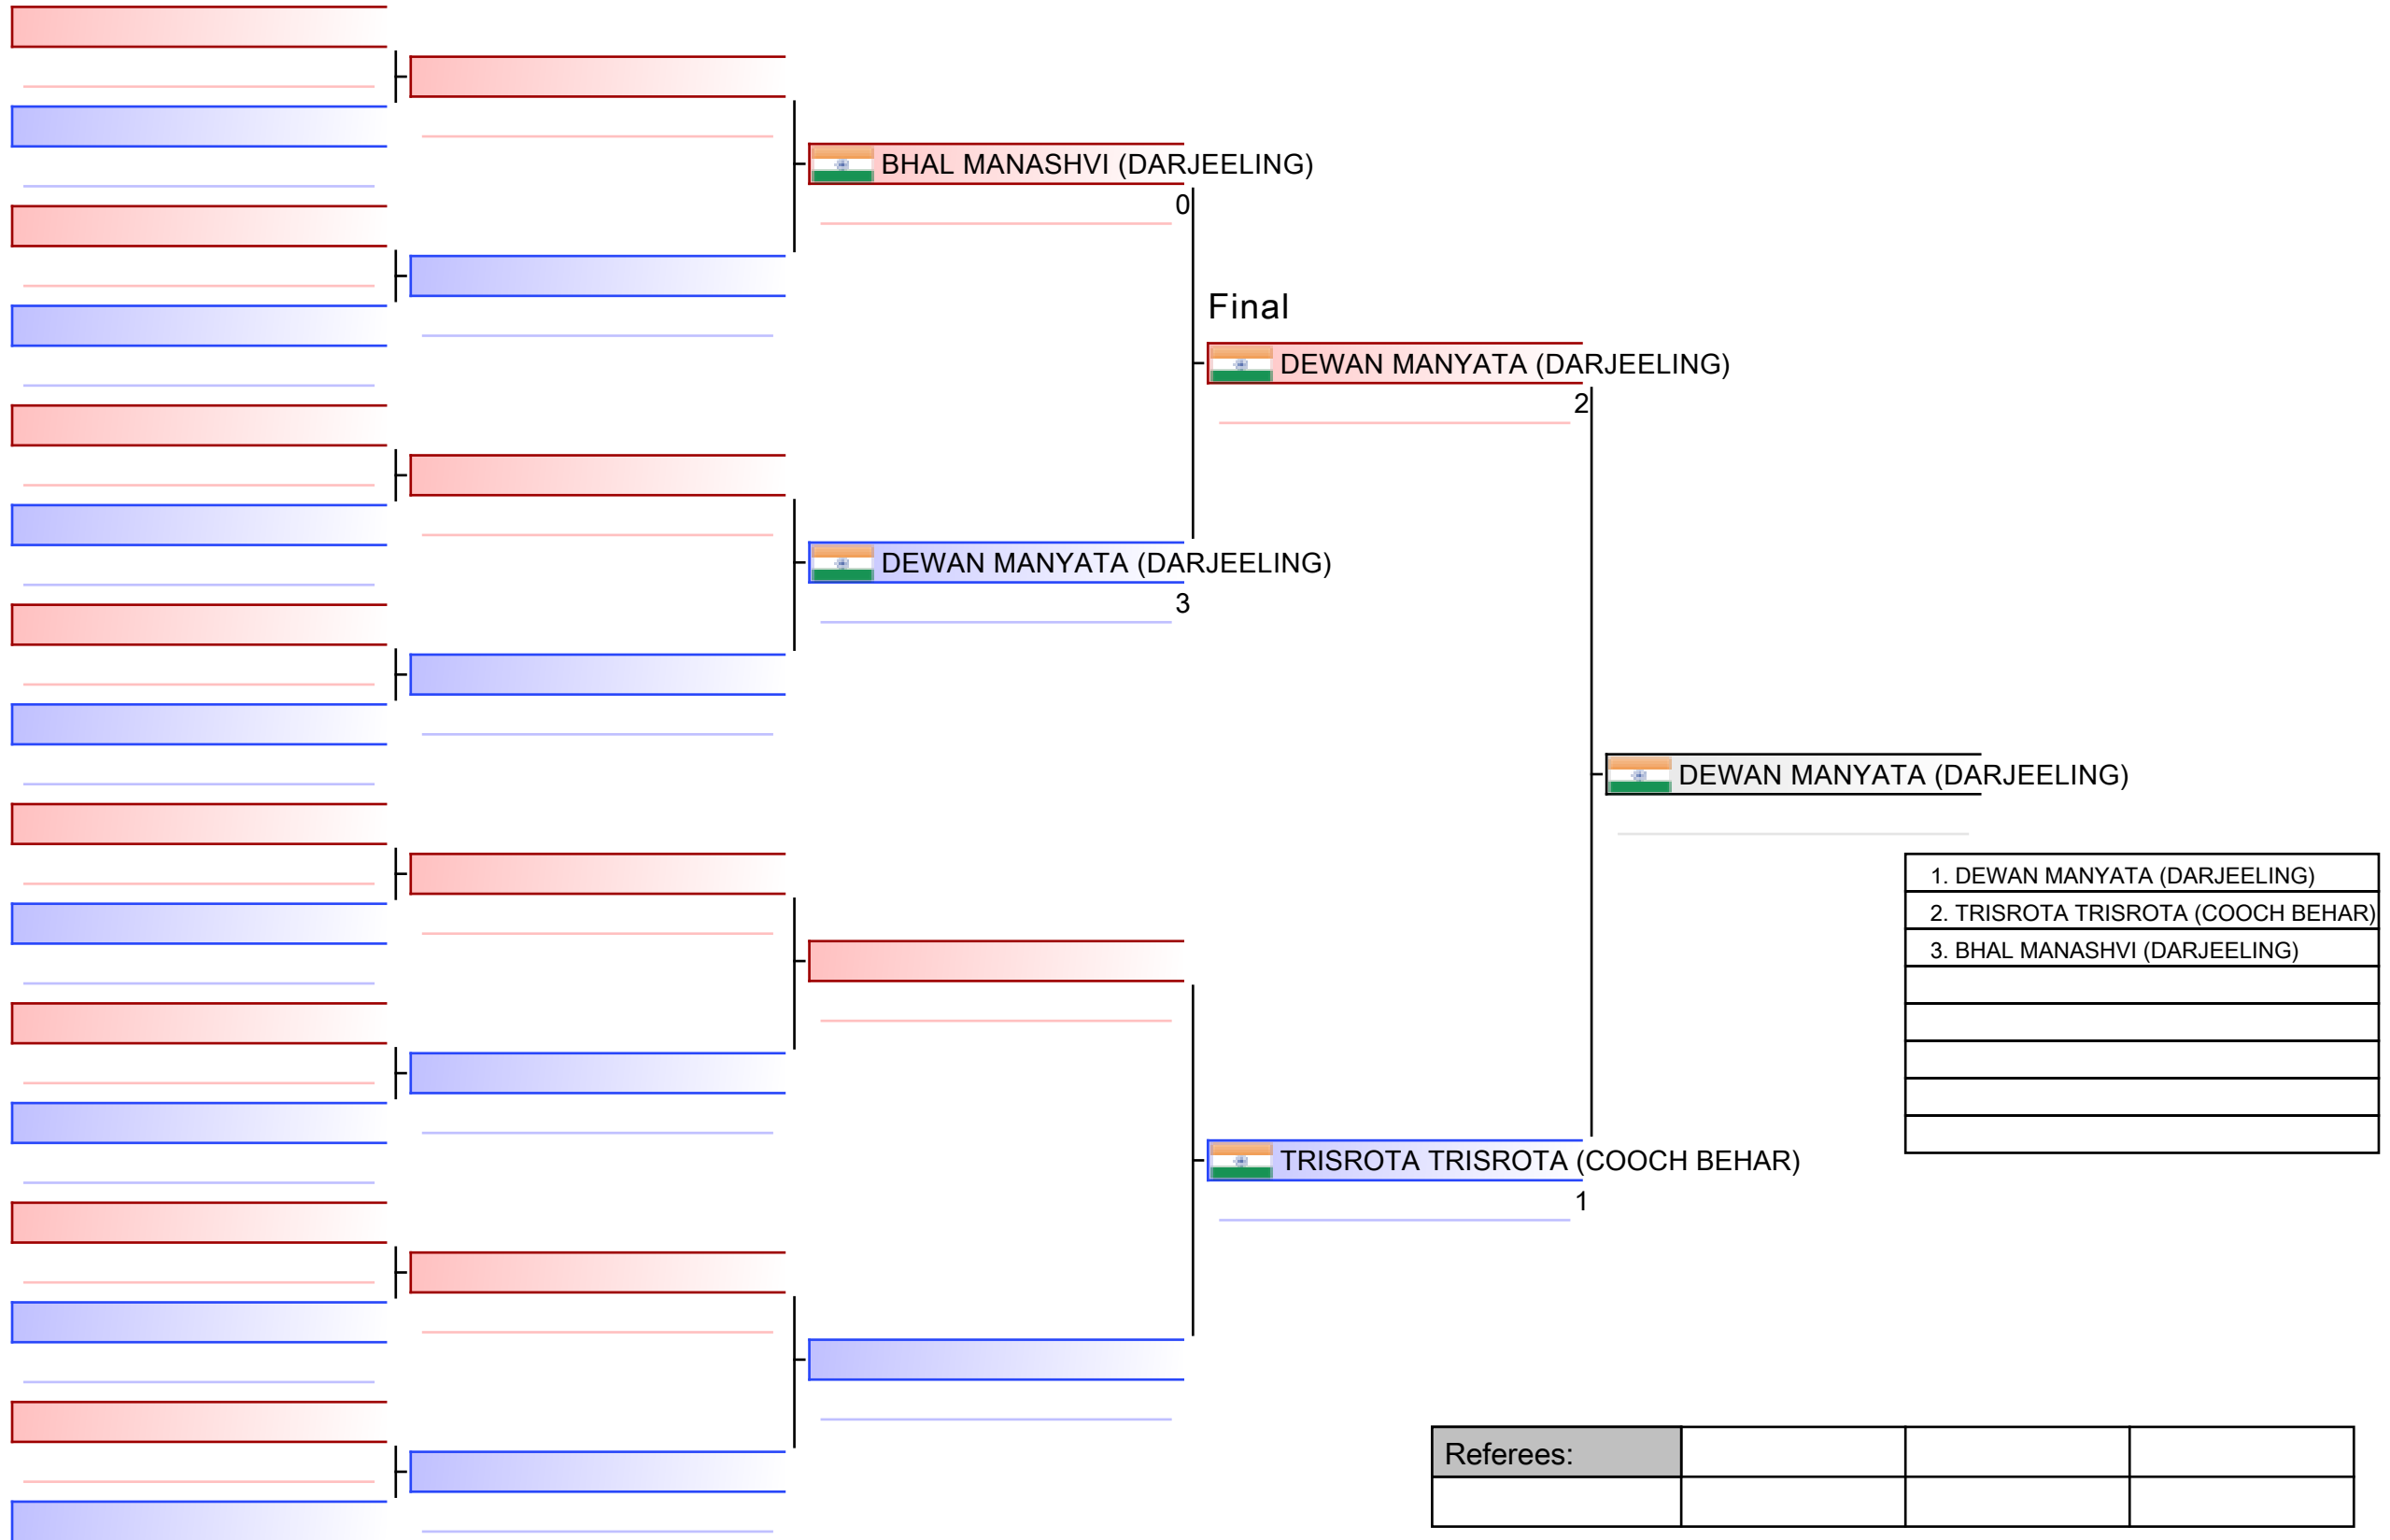 BHAL MANASHVI (DARJEELING)
0
Final
DEWAN MANYATA (DARJEELING)
2
DEWAN MANYATA (DARJEELING)
3
DEWAN MANYATA (DARJEELING)
1. DEWAN MANYATA (DARJEELING)
2. TRISROTA TRISROTA (COOCH BEHAR)
3. BHAL MANASHVI (DARJEELING)
TRISROTA TRISROTA (COOCH BEHAR)
1
Referees: